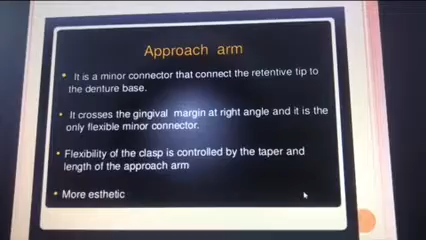 Approach arm
• It is a minor connector that connect the retentive tip to
the denture base.
• It crosses the gingival margin at right angle and it is the
only flexible minor connector.
• Flexibility of the clasp is controlled by the taper and
length of the approach arm
• More esthetic